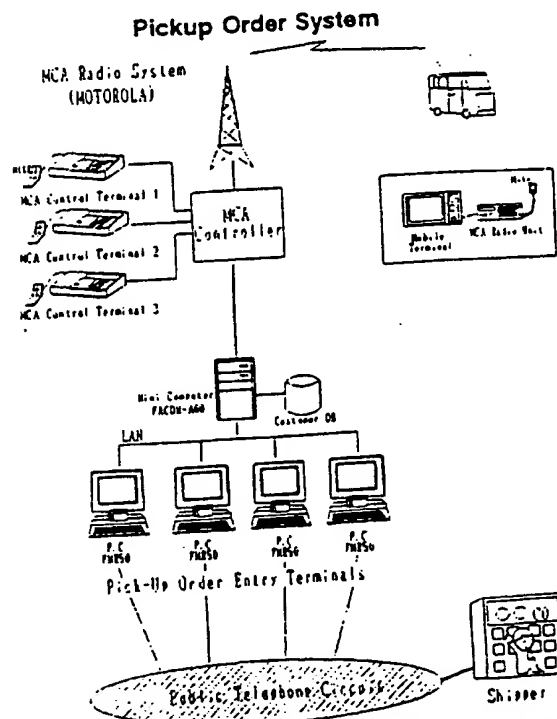 Pickup Order System
MCA Radio System
(MOTOROLA)
MCA Control Terminal 1
MCA Control Terminal 2
MCA Control Terminal 3
MCA
Controller
Mobile
Terminal
MCA Radio Unit
Mini Computer
FACOM-A60
Customer DB
LAN
P.C
P.C
P.C
P.C
Pick-Up Order Entry Terminals
Public Telephone Circuit
Shipper